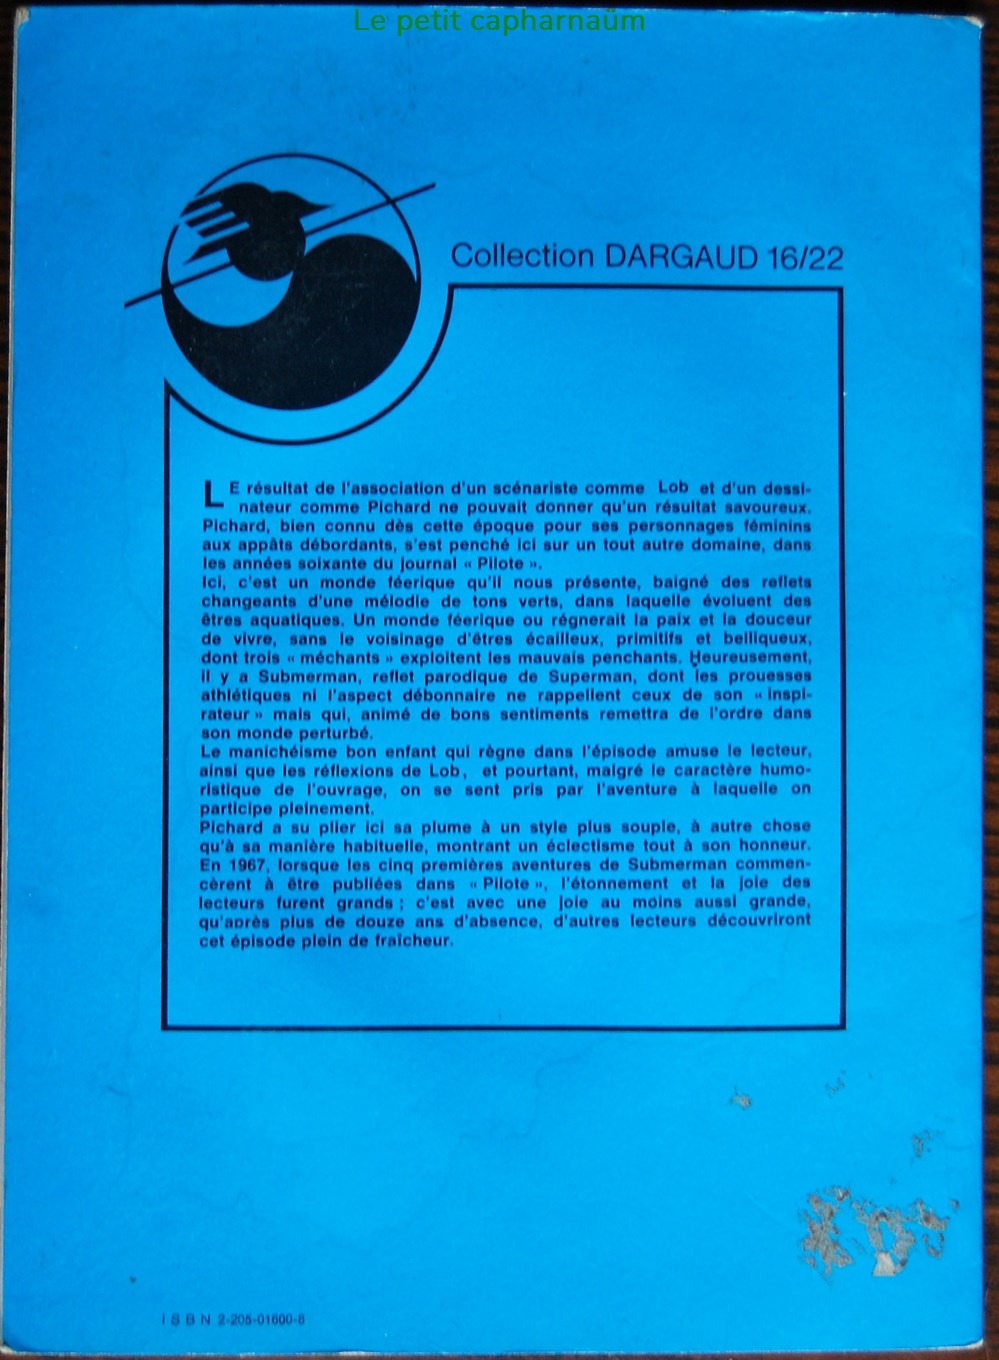 Le petit capharnaüm
Collection DARGAUD 16/22
LE résultat de l'association d'un scénariste comme Lob et d'un dessi-
nateur comme Pichard ne pouvait donner qu'un résultat savoureux.
Pichard, bien connu dès cette époque pour ses personnages féminins
aux appâts débordants, s'est penché ici sur un tout autre domaine, dans
les années soixante du journal « Pilote ».
Ici, c'est un monde féerique qu'il nous présente, baigné des reflets
changeants d'une mélodie de tons verts, dans laquelle évoluent des
êtres aquatiques. Un monde féerique ou régnerait la paix et la douceur
de vivre, sans le voisinage d'êtres écailleux, primitifs et belliqueux,
dont trois « méchants » exploitent les mauvais penchants. Heureusement,
il y a Submerman, reflet parodique de Superman, dont les prouesses
athlétiques ni l'aspect débonnaire ne rappellent ceux de son « inspi-
rateur » mais qui, animé de bons sentiments remettra de l'ordre dans
son monde perturbé.
Le manichéisme bon enfant qui règne dans l'épisode amuse le lecteur,
ainsi que les réflexions de Lob, et pourtant, malgré le caractère humo-
ristique de l'ouvrage, on se sent pris par l'aventure à laquelle on
participe pleinement.
Pichard a su plier ici sa plume à un style plus souple, à autre chose
qu'à sa manière habituelle, montrant un éclectisme tout à son honneur.
En 1967, lorsque les cinq premières aventures de Submerman commen-
cèrent à être publiées dans « Pilote », l'étonnement et la joie des
lecteurs furent grands ; c'est avec une joie au moins aussi grande,
qu'après plus de douze ans d'absence, d'autres lecteurs découvriront
cet épisode plein de fraîcheur.
ISBN 2-205-01600-8